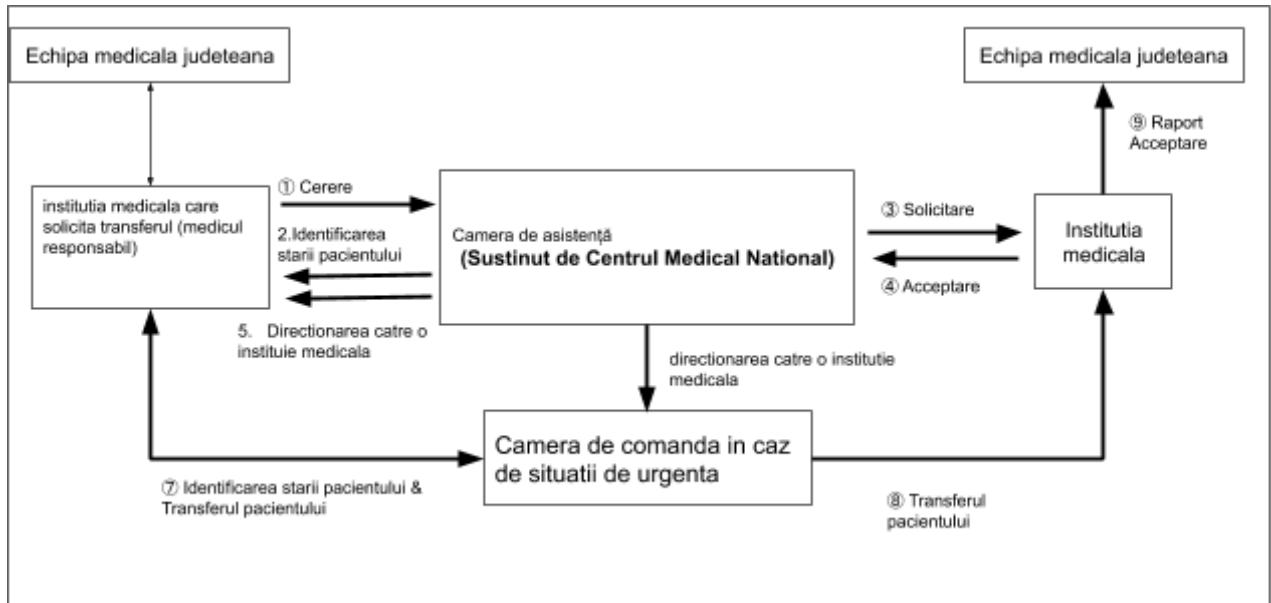 Echipa medicala judeteana
Echipa medicala judeteana
⑨ Raport
Acceptare
institutia medicala care
solicita transferul (medicul
responsabil)
① Cerere
2.Identificarea
starii pacientului
5. Directionarea catre o
instituie medicala
Camera de asistență
(Sustinut de Centrul Medical National)
③ Solicitare
④ Acceptare
Institutia
medicala
directionarea catre o institutie
medicala
Camera de comanda in caz
de situatii de urgenta
⑦ Identificarea starii pacientului &
Transferul pacientului
⑧ Transferul
pacientului